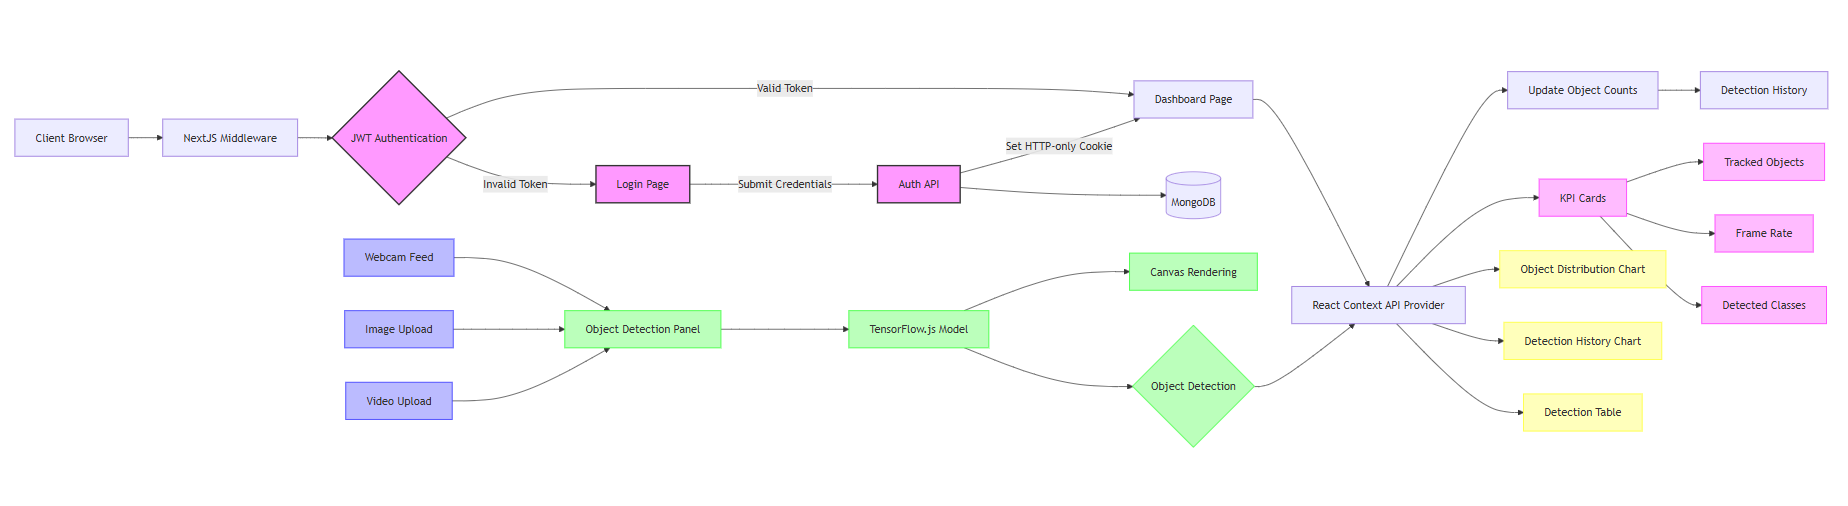 Client Browser
NextJS Middleware
JWT Authentication
Valid Token
Invalid Token
Login Page
Submit Credentials
Auth API
Set HTTP-only Cookie
Dashboard Page
MongoDB
Webcam Feed
Image Upload
Video Upload
Object Detection Panel
TensorFlow.js Model
Canvas Rendering
Object Detection
React Context API Provider
Update Object Counts
Detection History
KPI Cards
Tracked Objects
Frame Rate
Detected Classes
Object Distribution Chart
Detection History Chart
Detection Table